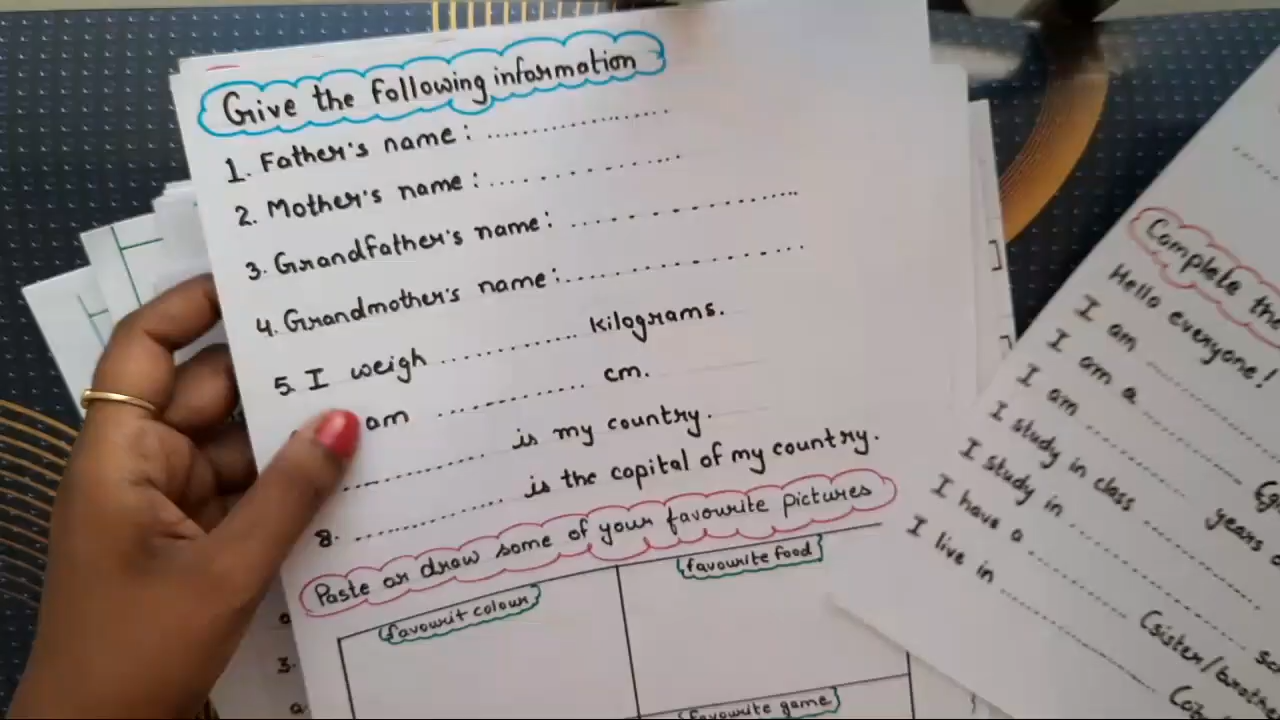 Give the following information
1. Father's name: ....................
2. Mother's name: ....................
3. Grandfather's name: ....................
4. Grandmother's name: ....................
5. I weigh .............. kilograms.
am .............. cm.
.............. is my country.
8. .............. is the capital of my country.
Paste or draw some of your favourite pictures
favourit colour
favourite food
favourite game
3.
Complete the
Hello everyone!
I am ..............
I am a ..............
I am .............. years
I study in class ..............
I study in ..............
I have a .............. (sister/brothe
I live in ..............